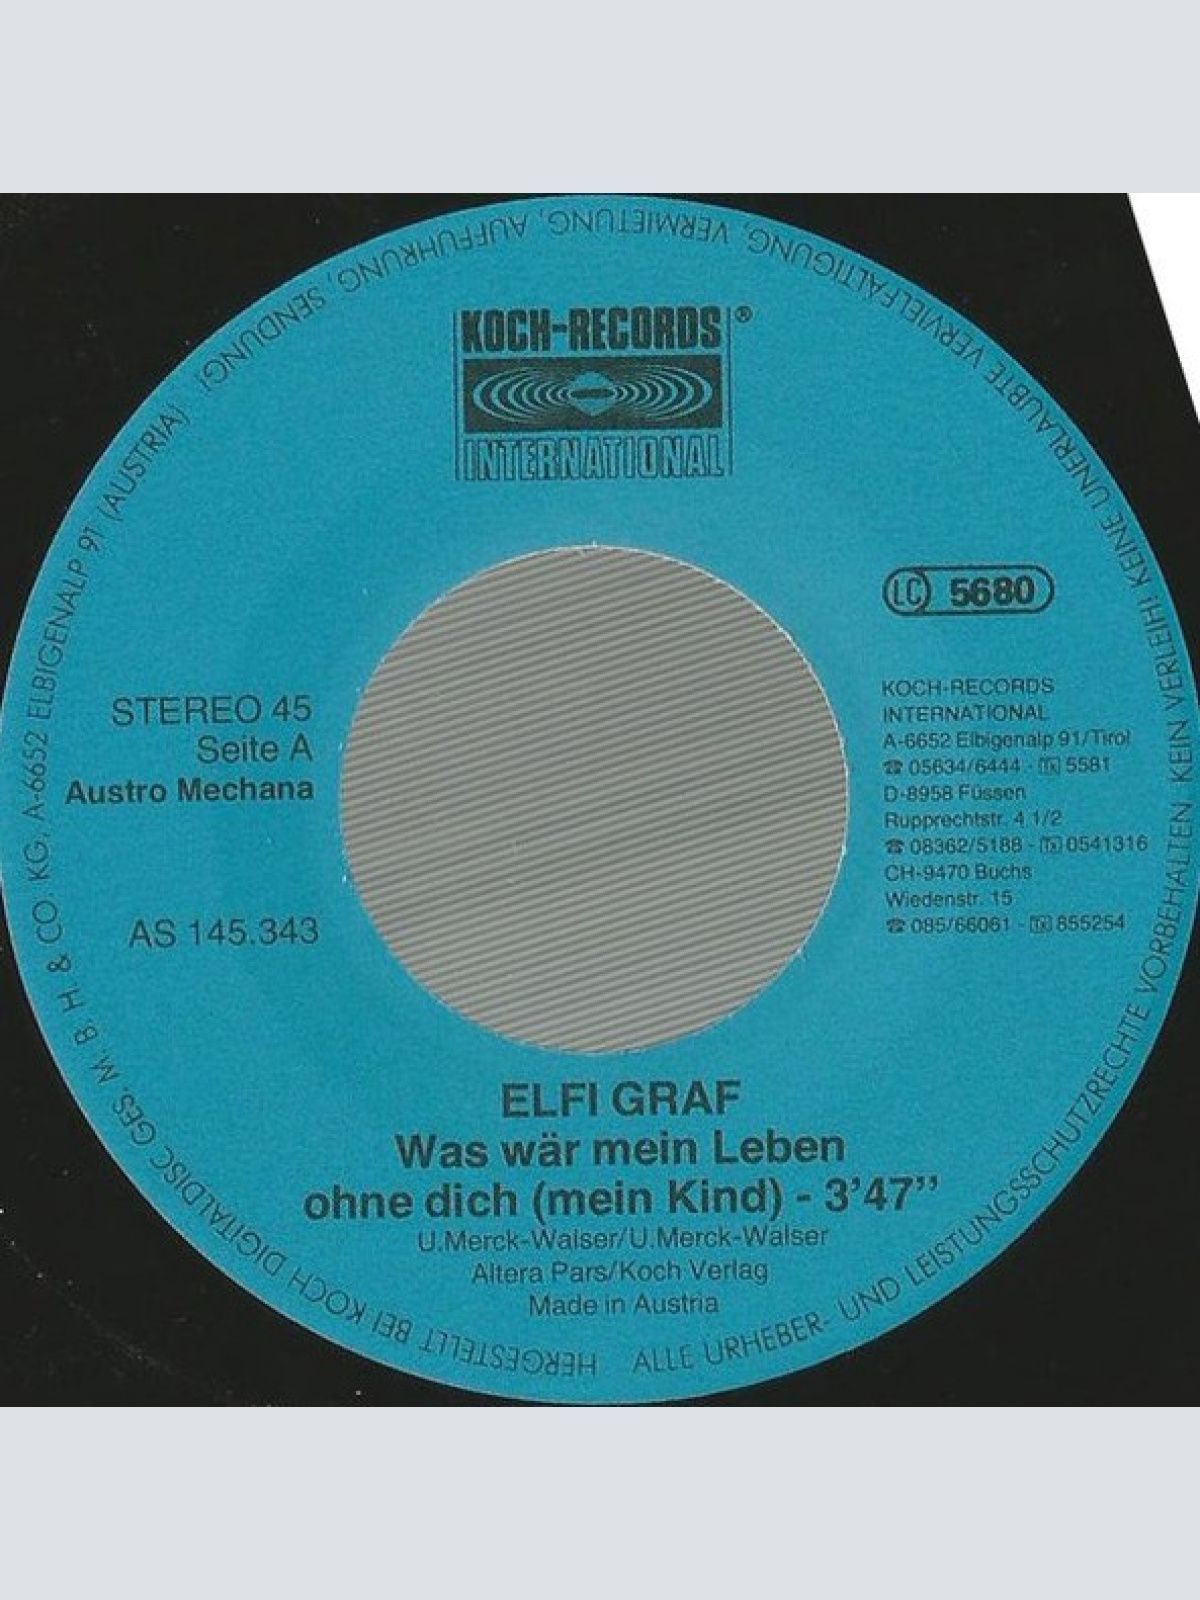 KOCH-RECORDS ®
INTERNATIONAL
LC 5680
STEREO 45
Seite A
Austro Mechana
AS 145.343
KOCH-RECORDS
INTERNATIONAL
A-6652 Elbigenalp 91/Tirol
☎ 05634/6444 - Tx 5581
D-8958 Füssen
Rupprechtstr. 4 1/2
☎ 08362/5188 - Tx 0541316
CH-9470 Buchs
Wiedenstr. 15
☎ 085/66061 - Tx 855254
ELFI GRAF
Was wär mein Leben
ohne dich (mein Kind) - 3'47"
U.Merck-Walser/U.Merck-Walser
Altera Pars/Koch Verlag
Made in Austria
HERGESTELLT BEI KOCH DIGITALDISC GES. M. B. H. & CO. KG, A-6652 ELBIGENALP 91 (AUSTRIA)
ALLE URHEBER- UND LEISTUNGSSCHUTZRECHTE VORBEHALTEN KEIN VERLEIH! KEINE UNERLAUBTE VERVIELFÄLTIGUNG, VERMIETUNG, AUFFÜHRUNG, SENDUNG!